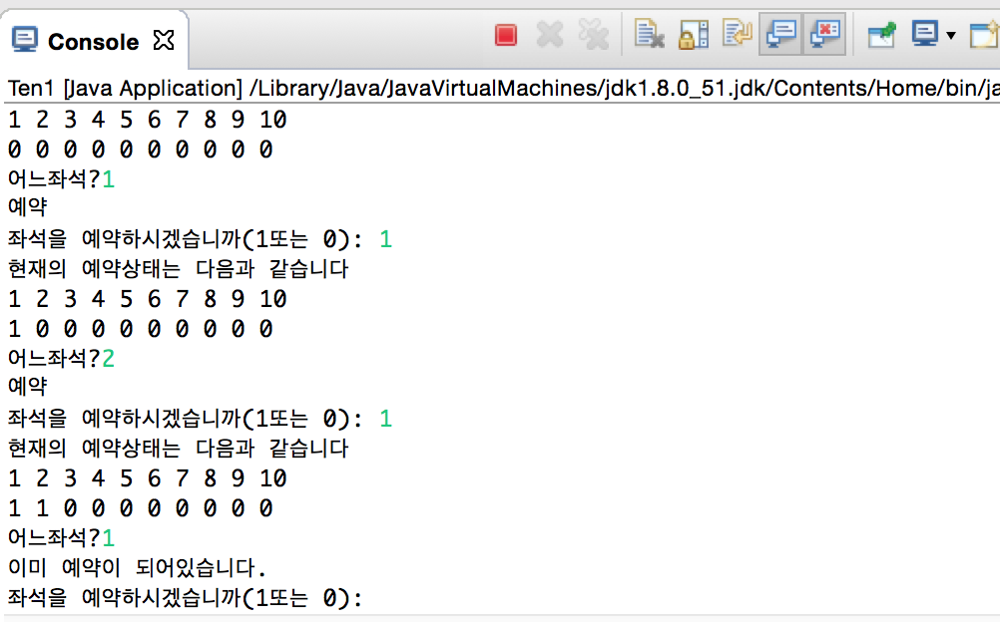 Console
Ten1 [Java Application] /Library/Java/JavaVirtualMachines/jdk1.8.0_51.jdk/Contents/Home/bin/ja
1 2 3 4 5 6 7 8 9 10
0 0 0 0 0 0 0 0 0 0
어느좌석?1
예약
좌석을 예약하시겠습니까(1또는 0): 1
현재의 예약상태는 다음과 같습니다
1 2 3 4 5 6 7 8 9 10
1 0 0 0 0 0 0 0 0 0
어느좌석?2
예약
좌석을 예약하시겠습니까(1또는 0): 1
현재의 예약상태는 다음과 같습니다
1 2 3 4 5 6 7 8 9 10
1 1 0 0 0 0 0 0 0 0
어느좌석?1
이미 예약이 되어있습니다.
좌석을 예약하시겠습니까(1또는 0):